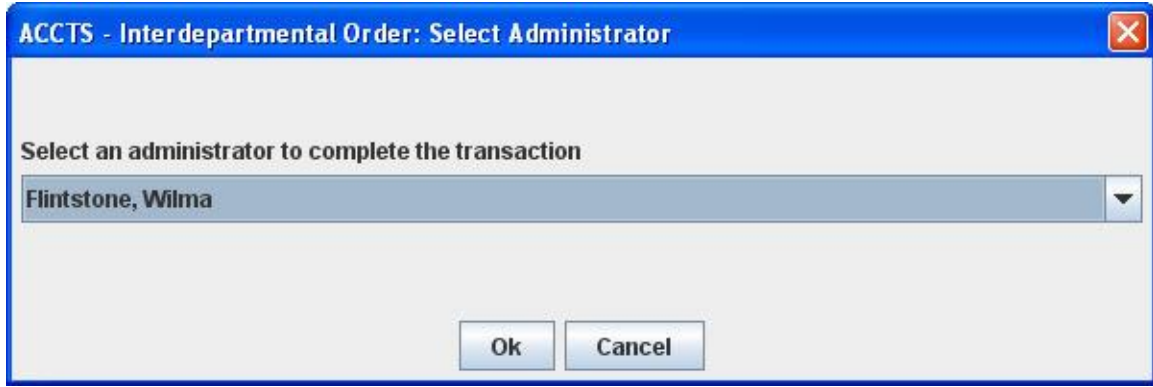 ACCTS - Interdepartmental Order: Select Administrator
Select an administrator to complete the transaction
Flintstone, Wilma
Ok Cancel